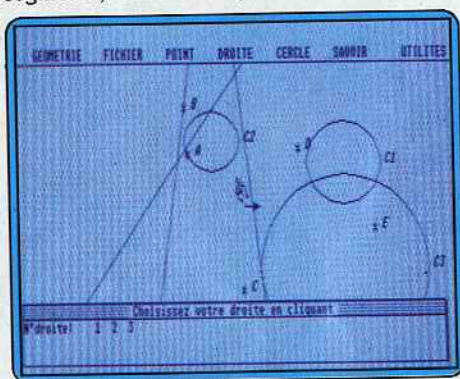 GEOMETRIE FICHIER POINT DROITE CERCLE SAVOIR UTILITES
B
A
C2
D
C1
E
C
C3
Choisissez votre droite en cliquant
N°droite: 1 2 3